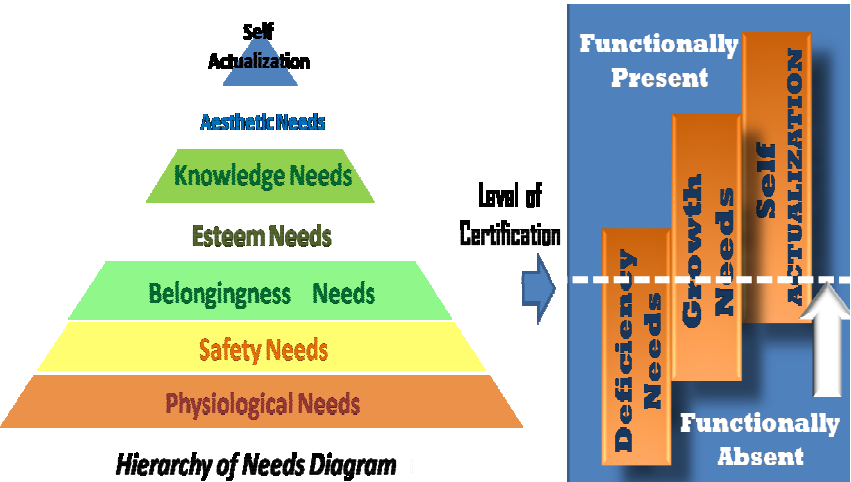 Self
Actualization
Aesthetic Needs
Knowledge Needs
Esteem Needs
Belongingness Needs
Safety Needs
Physiological Needs
Hierarchy of Needs Diagram
Level of
Certification
Functionally
Present
Deficiency
Needs
Growth
Needs
Self
ACTUALIZATION
Functionally
Absent